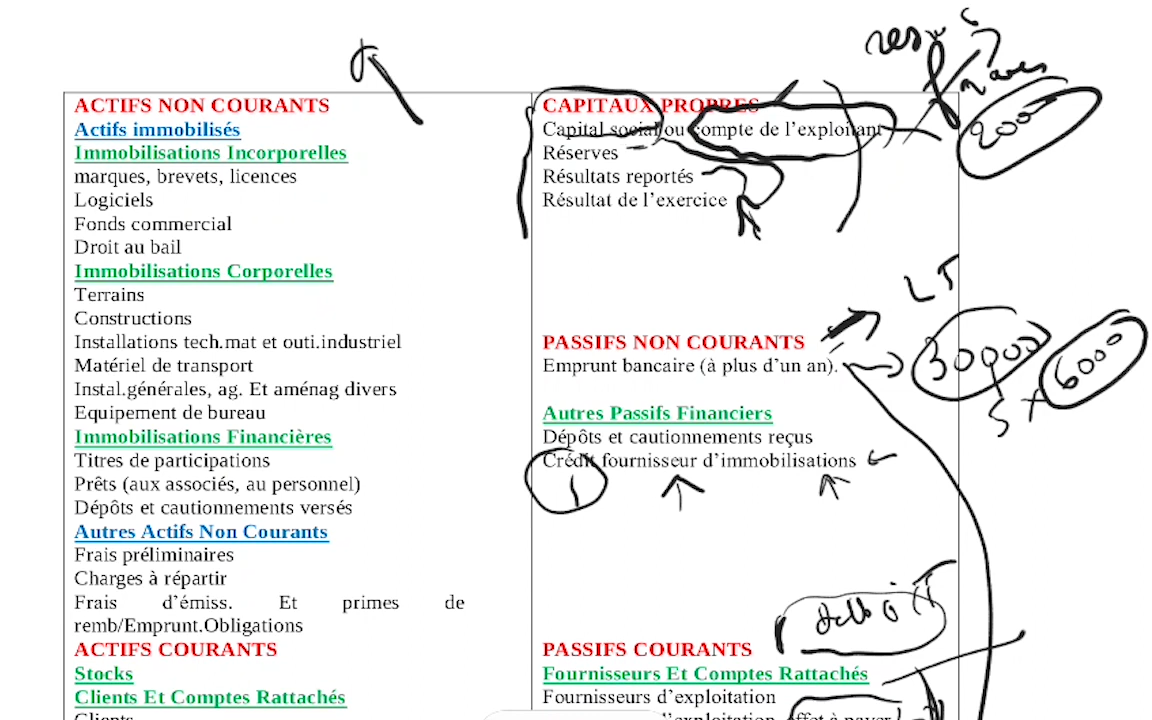 ACTIFS NON COURANTS
Actifs immobilisés
Immobilisations Incorporelles
marques, brevets, licences
Logiciels
Fonds commercial
Droit au bail
Immobilisations Corporelles
Terrains
Constructions
Installations tech.mat et outi.industriel
Matériel de transport
Instal.générales, ag. Et aménag divers
Equipement de bureau
Immobilisations Financières
Titres de participations
Prêts (aux associés, au personnel)
Dépôts et cautionnements versés
Autres Actifs Non Courants
Frais préliminaires
Charges à répartir
Frais d’émiss. Et primes de
remb/Emprunt.Obligations
ACTIFS COURANTS
Stocks
Clients Et Comptes Rattachés
Clients
CAPITAUX PROPRES
Capital social ou compte de l’exploitant
Réserves
Résultats reportés
Résultat de l’exercice
2000
LT
PASSIFS NON COURANTS
Emprunt bancaire (à plus d’un an).
30000
6000
5
Autres Passifs Financiers
Dépôts et cautionnements reçus
Crédit fournisseur d’immobilisations
PASSIFS COURANTS
Fournisseurs Et Comptes Rattachés
Fournisseurs d’exploitation
d’exploitation, effet à payer